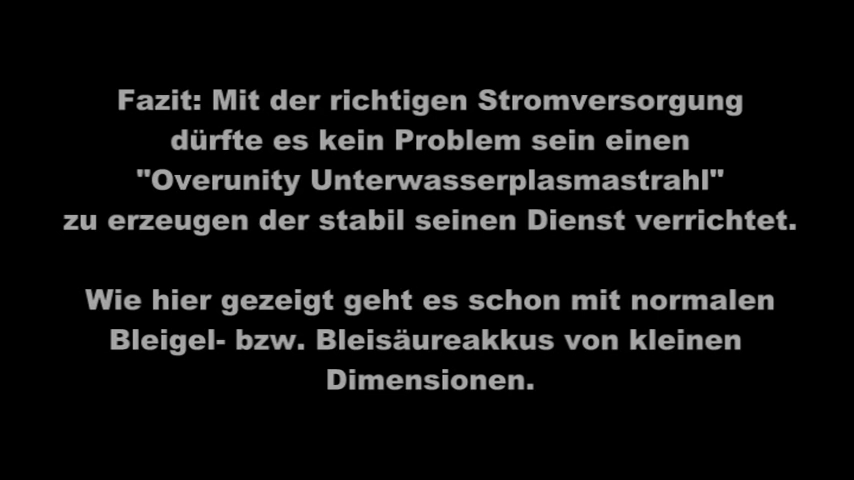 Fazit: Mit der richtigen Stromversorgung
dürfte es kein Problem sein einen
"Overunity Unterwasserplasmastrahl"
zu erzeugen der stabil seinen Dienst verrichtet.
Wie hier gezeigt geht es schon mit normalen
Bleigel- bzw. Bleisäureakkus von kleinen
Dimensionen.